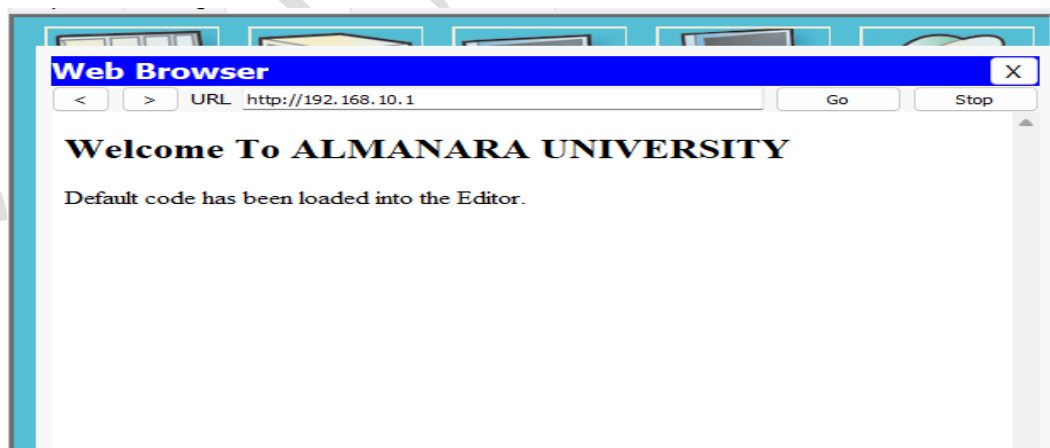 Web Browser X
< > URL http://192.168.10.1 Go Stop
Welcome To ALMANARA UNIVERSITY
Default code has been loaded into the Editor.